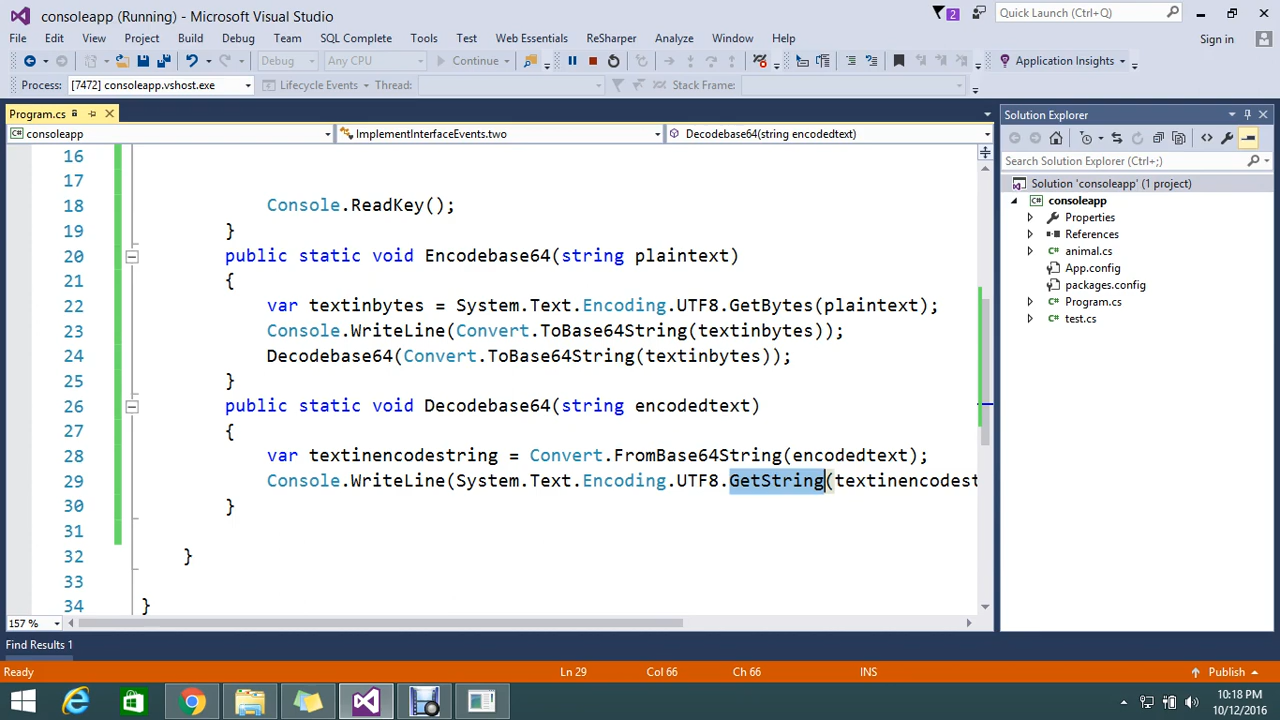 consoleapp (Running) - Microsoft Visual Studio
2
Quick Launch (Ctrl+Q)
File Edit View Project Build Debug Team SQL Complete Tools Test Web Essentials ReSharper Analyze Window Help
Sign in
Debug Any CPU Continue Application Insights
Process: [7472] consoleapp.vshost.exe Lifecycle Events Thread: Stack Frame:
Program.cs
consoleapp ImplementInterfaceEvents.two Decodebase64(string encodedtext)
16
17
18 Console.ReadKey();
19 }
20 public static void Encodebase64(string plaintext)
21 {
22 var textinbytes = System.Text.Encoding.UTF8.GetBytes(plaintext);
23 Console.WriteLine(Convert.ToBase64String(textinbytes));
24 Decodebase64(Convert.ToBase64String(textinbytes));
25 }
26 public static void Decodebase64(string encodedtext)
27 {
28 var textinencodestring = Convert.FromBase64String(encodedtext);
29 Console.WriteLine(System.Text.Encoding.UTF8.GetString(textinencodest
30 }
31
32 }
33
34 }
157 %
Solution Explorer
Search Solution Explorer (Ctrl+;)
Solution 'consoleapp' (1 project)
consoleapp
Properties
References
animal.cs
App.config
packages.config
Program.cs
test.cs
Find Results 1
Ready Ln 29 Col 66 Ch 66 INS Publish
10:18 PM
10/12/2016